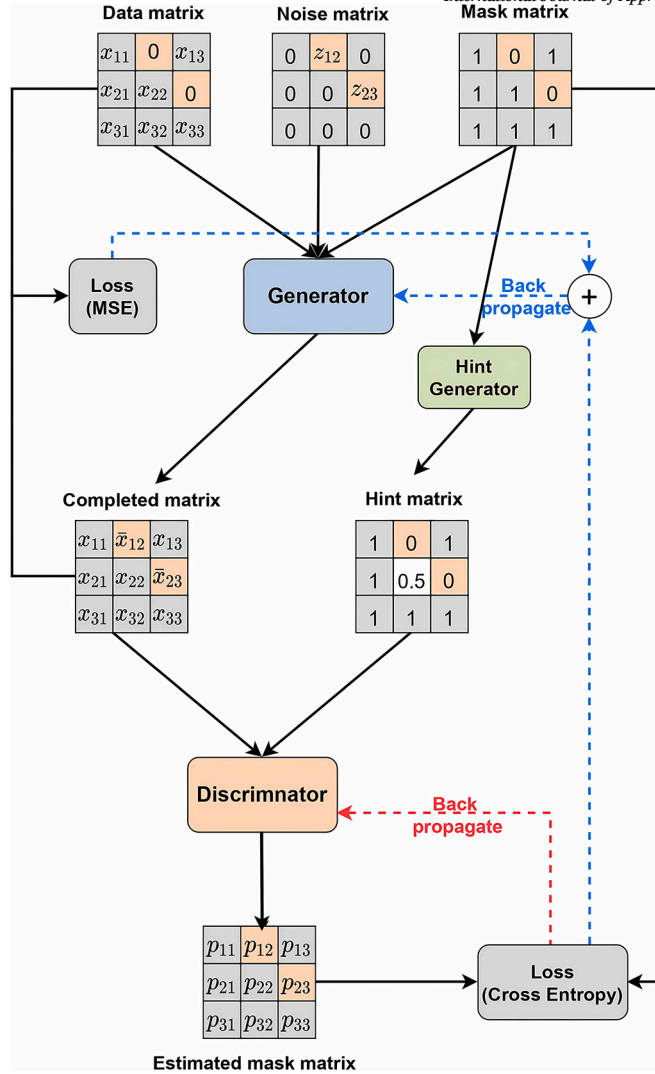 International Journal of Appl
Data matrix
Noise matrix
Mask matrix
x₁₁ 0 x₁₃
x₂₁ x₂₂ 0
x₃₁ x₃₂ x₃₃
0 z₁₂ 0
0 0 z₂₃
0 0 0
1 0 1
1 1 0
1 1 1
Loss
(MSE)
Generator
Back
propagate
+
Hint
Generator
Completed matrix
Hint matrix
x₁₁ x̄₁₂ x₁₃
x₂₁ x₂₂ x̄₂₃
x₃₁ x₃₂ x₃₃
1 0 1
1 0.5 0
1 1 1
Discrimnator
Back
propagate
p₁₁ p₁₂ p₁₃
p₂₁ p₂₂ p₂₃
p₃₁ p₃₂ p₃₃
Loss
(Cross Entropy)
Estimated mask matrix